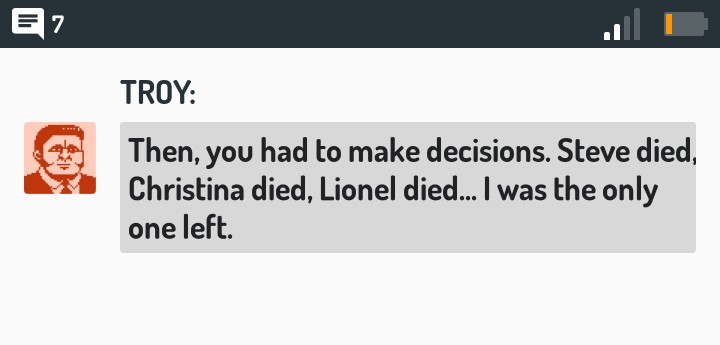 7
TROY:
Then, you had to make decisions. Steve died,
Christina died, Lionel died... I was the only
one left.